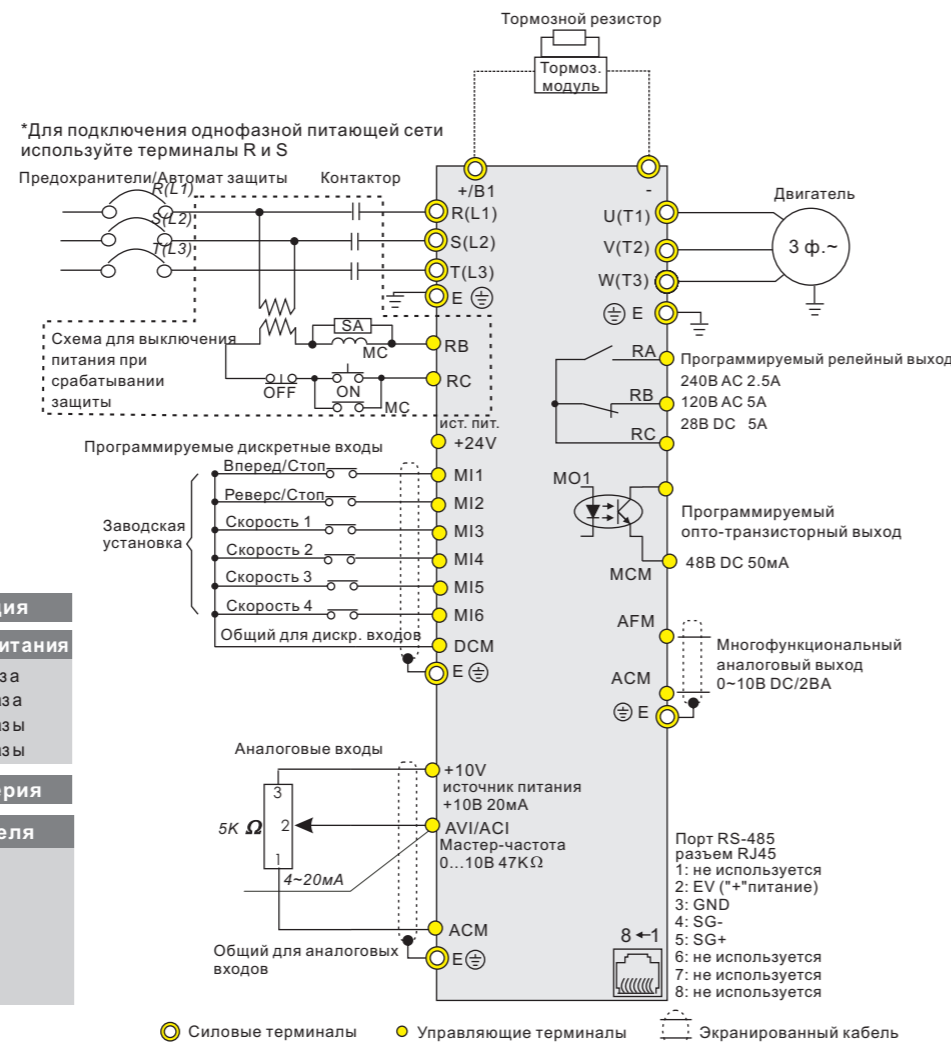 Тормозной резистор
Тормоз.
модуль
*Для подключения однофазной питающей сети
используйте терминалы R и S
Предохранители/Автомат защиты
Контактор
R(L1)
S(L2)
T(L3)
+/B1
-
R(L1)
S(L2)
T(L3)
E
U(T1)
V(T2)
W(T3)
E
Двигатель
3 ф.~
Схема для выключения
питания при
срабатывании
защиты
SA
MC
OFF
ON
MC
RB
RC
RA
RB
RC
Программируемый релейный выход
240В AC 2.5А
120В AC 5А
28В DC 5А
ист. пит.
+24V
Программируемые дискретные входы
Заводская
установка
Вперед/Стоп
MI1
Реверс/Стоп
MI2
Скорость 1
MI3
Скорость 2
MI4
Скорость 3
MI5
Скорость 4
MI6
Общий для дискр. входов
DCM
E
MO1
MCM
Программируемый
опто-транзисторный выход
48В DC 50мА
AFM
ACM
E
Многофункциональный
аналоговый выход
0~10В DC/2ВА
ция
итания
за
аза
азы
азы
ерия
еля
Аналоговые входы
3
2
1
5K Ω
4~20мА
+10V
источник питания
+10В 20мА
AVI/ACI
Мастер-частота
0...10В 47KΩ
ACM
E
Общий для аналоговых
входов
8
1
Порт RS-485
разъем RJ45
1: не используется
2: EV ("+"питание)
3: GND
4: SG-
5: SG+
6: не используется
7: не используется
8: не используется
Силовые терминалы
Управляющие терминалы
Экранированный кабель